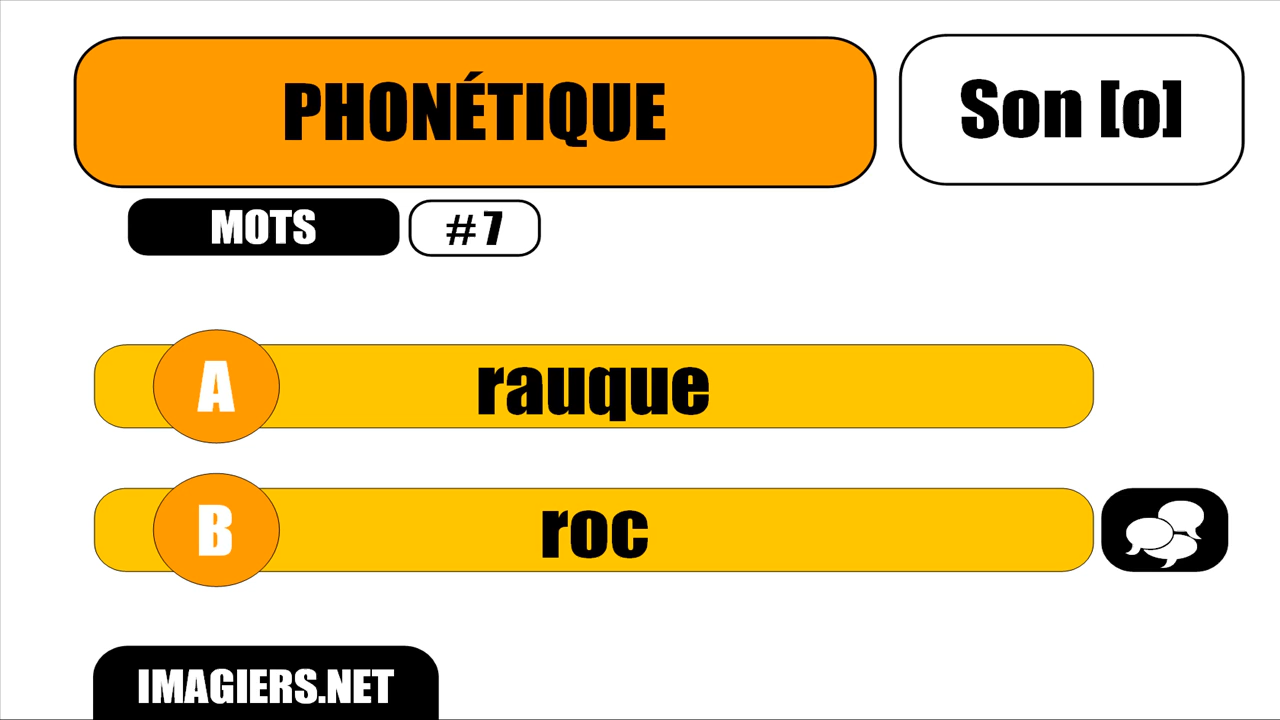 PHONÉTIQUE
Son [o]
MOTS
#7
A
rauque
B
roc
IMAGIERS.NET